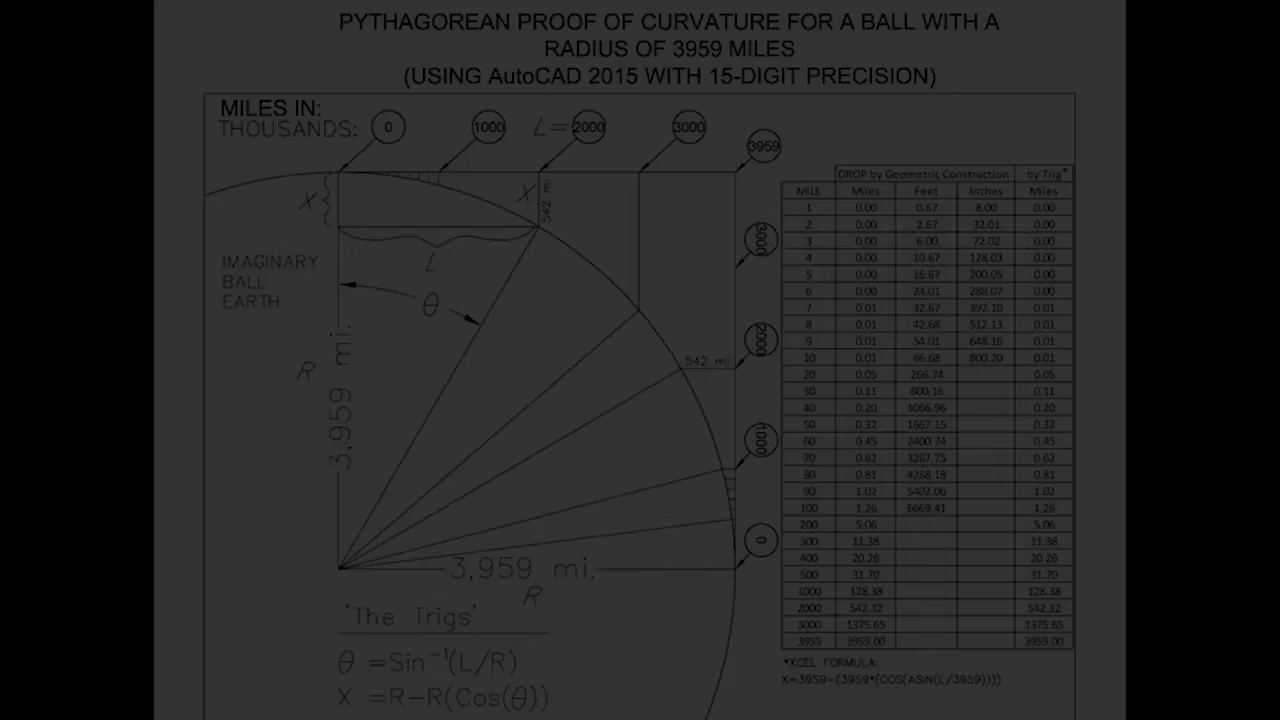 PYTHAGOREAN PROOF OF CURVATURE FOR A BALL WITH A
RADIUS OF 3959 MILES
(USING AutoCAD 2015 WITH 15-DIGIT PRECISION)
MILES IN:
THOUSANDS:
0
1000
L=2000
3000
3959
X
X
542 mi
L
IMAGINARY
BALL
EARTH
θ
R
3,959 mi.
3000
2000
542 mi
1000
0
3,959 mi.
R
'The Trigs'
θ =Sin⁻¹(L/R)
X =R-R(Cos(θ))
DROP by Geometric Construction by Trig*
MILE Miles Feet Inches Miles
1 0.00 0.67 8.00 0.00
2 0.00 2.67 32.01 0.00
3 0.00 6.00 72.02 0.00
4 0.00 10.67 128.03 0.00
5 0.00 16.67 200.05 0.00
6 0.00 24.01 288.07 0.00
7 0.01 32.67 392.10 0.01
8 0.01 42.68 512.13 0.01
9 0.01 54.01 648.16 0.01
10 0.01 66.68 800.20 0.01
20 0.05 266.74 0.05
30 0.11 600.16 0.11
40 0.20 1066.96 0.20
50 0.32 1667.15 0.32
60 0.45 2400.74 0.45
70 0.62 3267.75 0.62
80 0.81 4268.18 0.81
90 1.02 5402.06 1.02
100 1.26 6669.41 1.26
200 5.06 5.06
300 11.38 11.38
400 20.26 20.26
500 31.70 31.70
1000 128.38 128.38
2000 542.32 542.32
3000 1375.65 1375.65
3959 3959.00 3959.00
*XCEL FORMULA:
X=3959-(3959*(COS(ASIN(L/3959))))